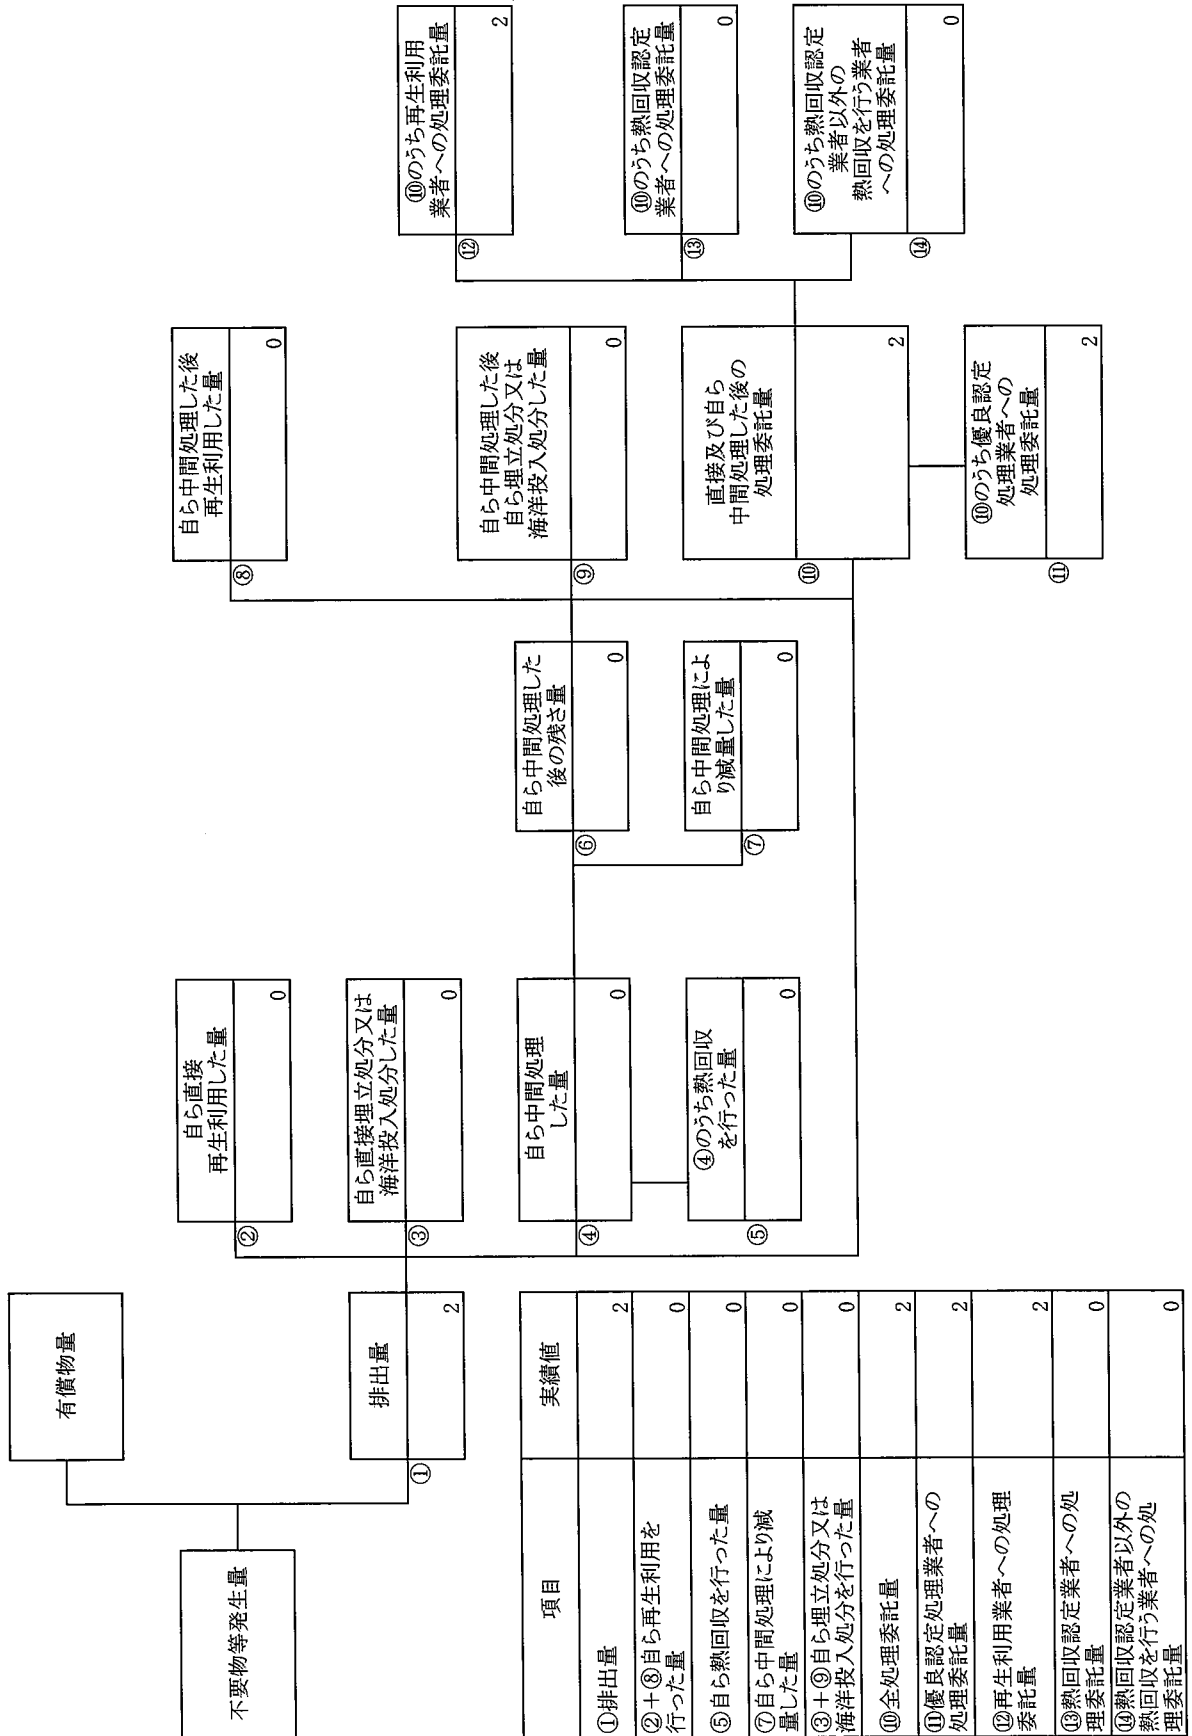 不要物等発生量
有償物量
排出量
①
2
自ら直接
再生利用した量
②
0
自ら直接埋立処分又は
海洋投入処分した量
③
0
自ら中間処理
した量
④
0
④のうち熱回収
を行った量
⑤
0
自ら中間処理した
後の残さ量
⑥
0
自ら中間処理によ
り減量した量
⑦
0
自ら中間処理した後
再生利用した量
⑧
0
自ら中間処理した後
自ら埋立処分又は
海洋投入処分した量
⑨
0
直接及び自ら
中間処理した後の
処理委託量
⑩
2
⑩のうち優良認定
処理業者への
処理委託量
⑪
2
⑩のうち再生利用
業者への処理委託量
⑫
2
⑩のうち熱回収認定
業者への処理委託量
⑬
0
⑩のうち熱回収認定
業者以外の
熱回収を行う業者
への処理委託量
⑭
0
項目 実績値
①排出量 2
②+⑧自ら再生利用を
行った量 0
⑤自ら熱回収を行った量 0
⑦自ら中間処理により減
量した量 0
③+⑨自ら埋立処分又は
海洋投入処分を行った量 0
⑩全処理委託量 2
⑪優良認定処理業者への
処理委託量 2
⑫再生利用業者への処理
委託量 2
⑬熱回収認定業者への処
理委託量 0
⑭熱回収認定業者以外の
熱回収を行う業者への処
理委託量 0